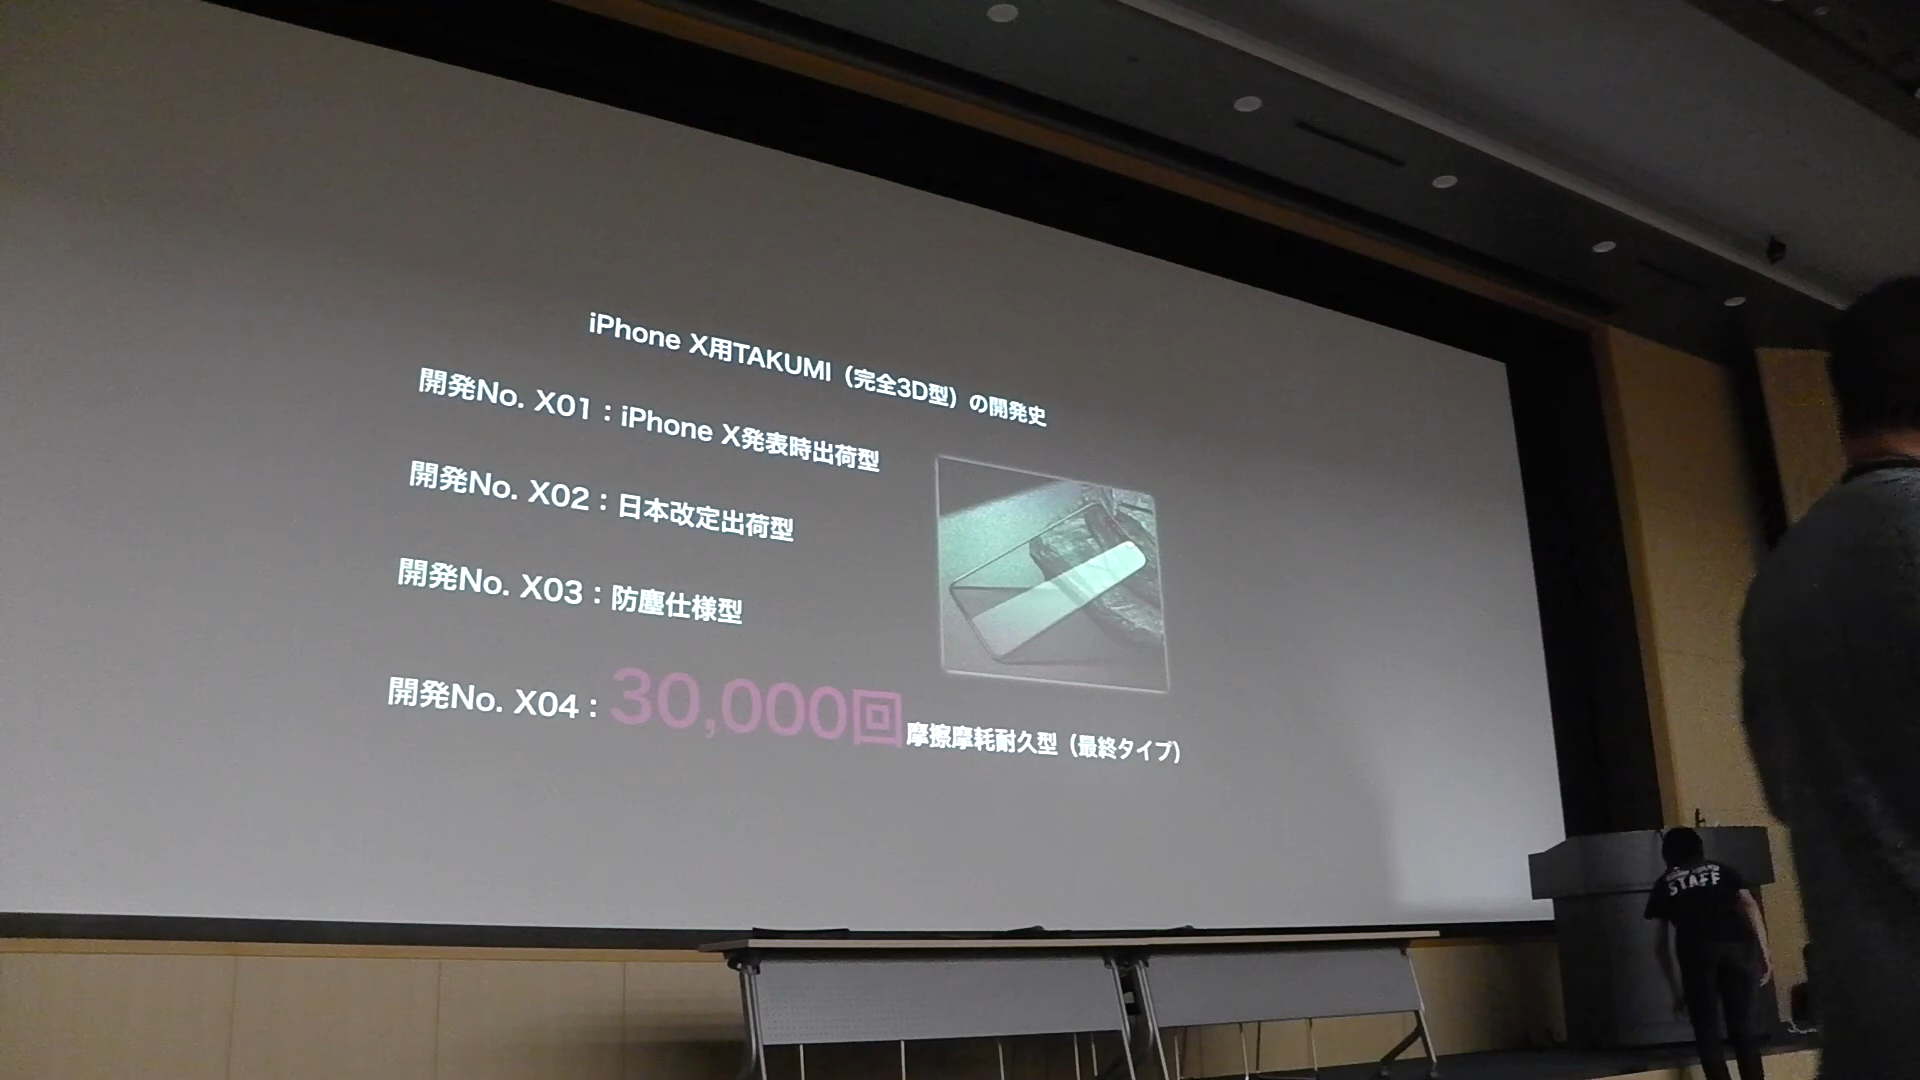 iPhone X用TAKUMI（完全3D型）の開発史
開発No. X01：iPhone X発表時出荷型
開発No. X02：日本改定出荷型
開発No. X03：防塵仕様型
開発No. X04：30,000回摩擦摩耗耐久型（最終タイプ）
STAFF